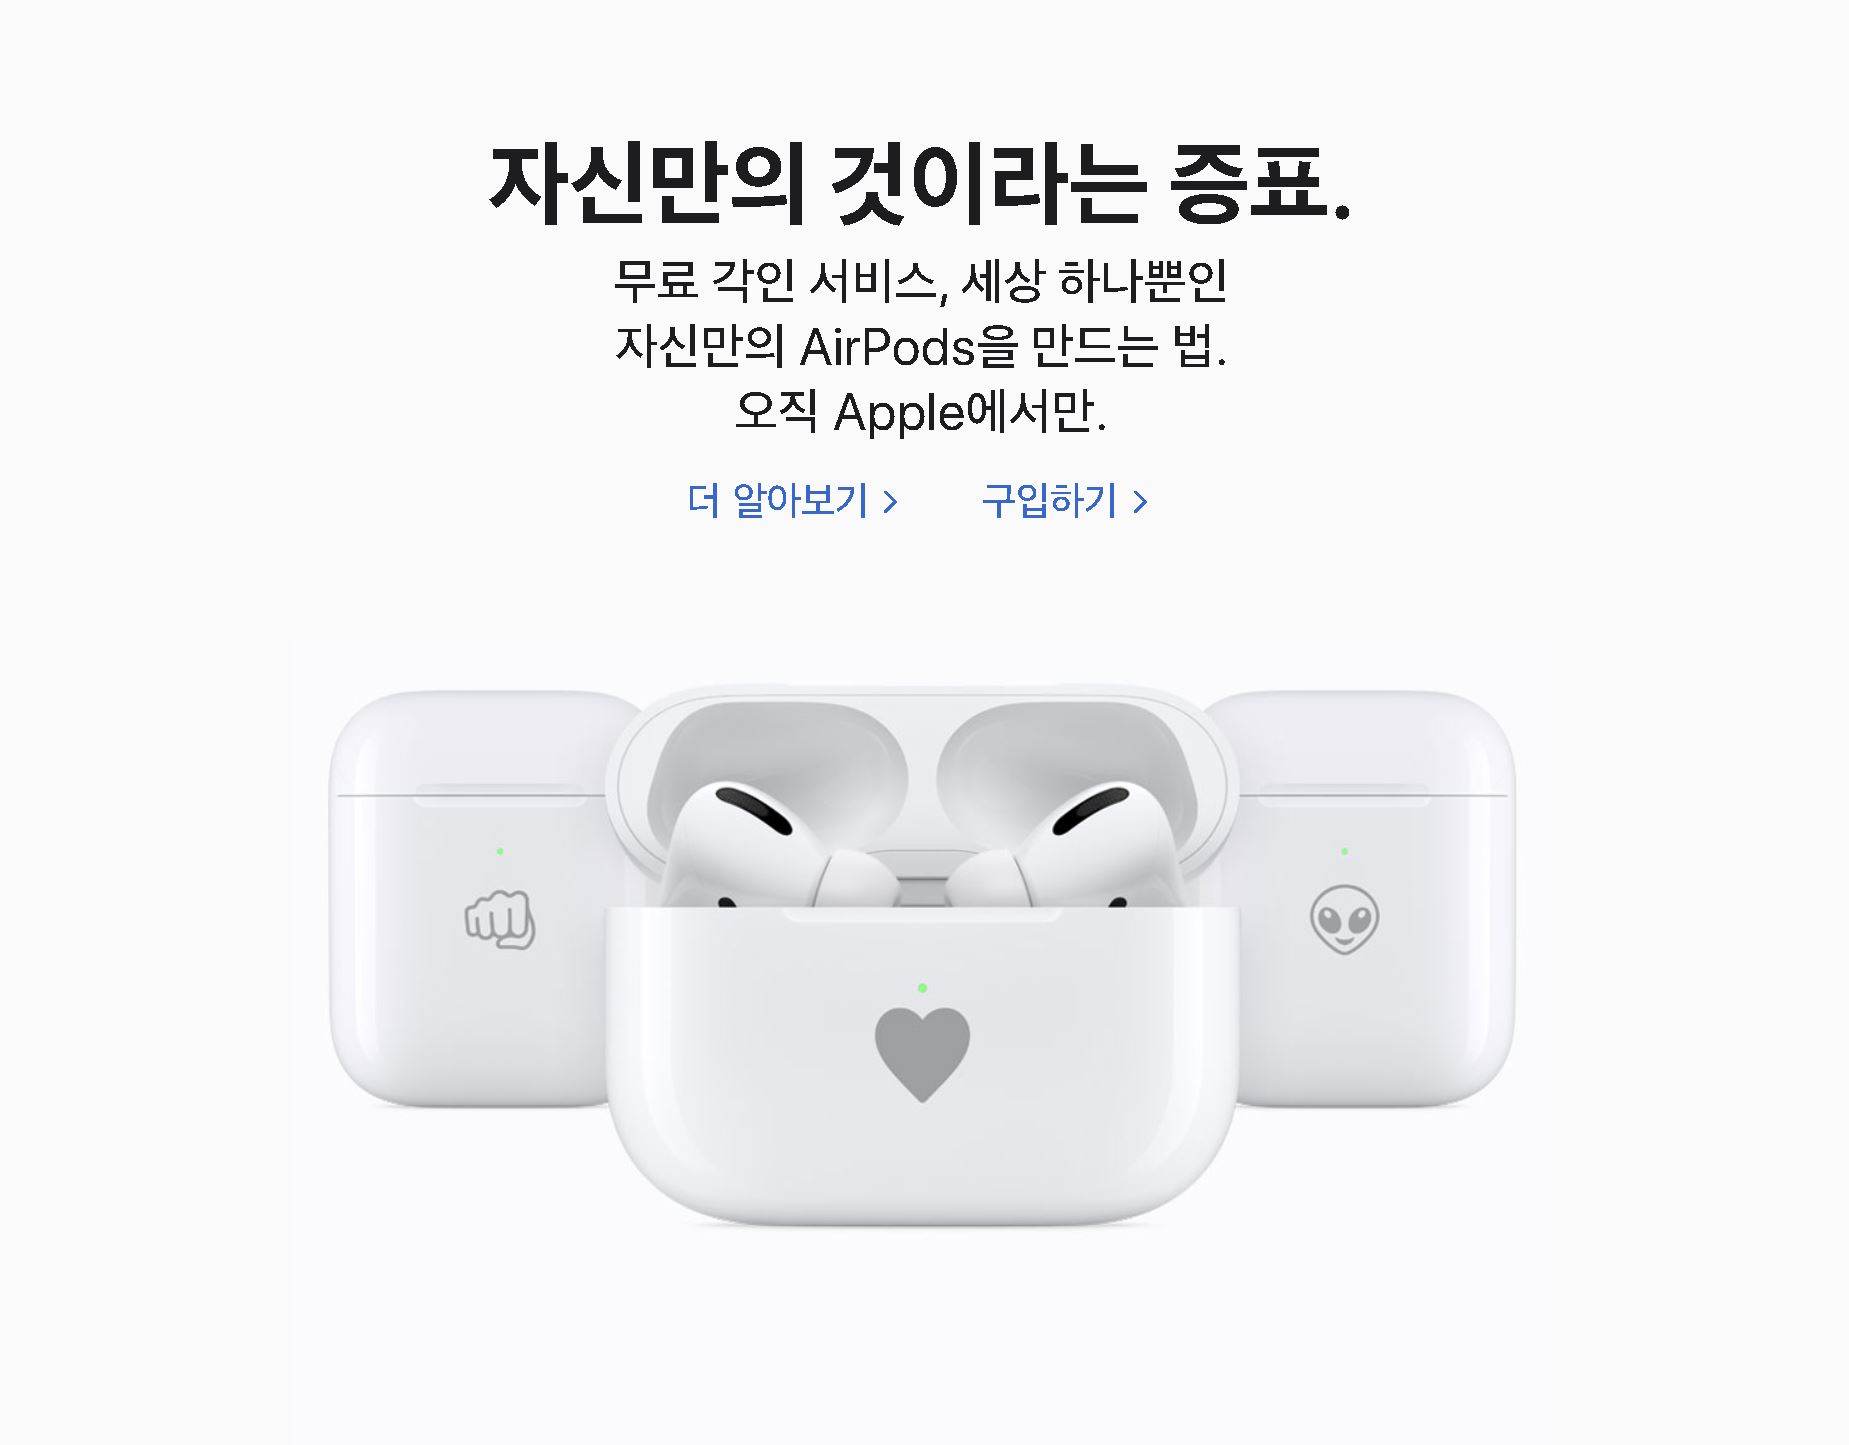 자신만의 것이라는 증표.
무료 각인 서비스, 세상 하나뿐인
자신만의 AirPods을 만드는 법.
오직 Apple에서만.
더 알아보기 > 구입하기 >